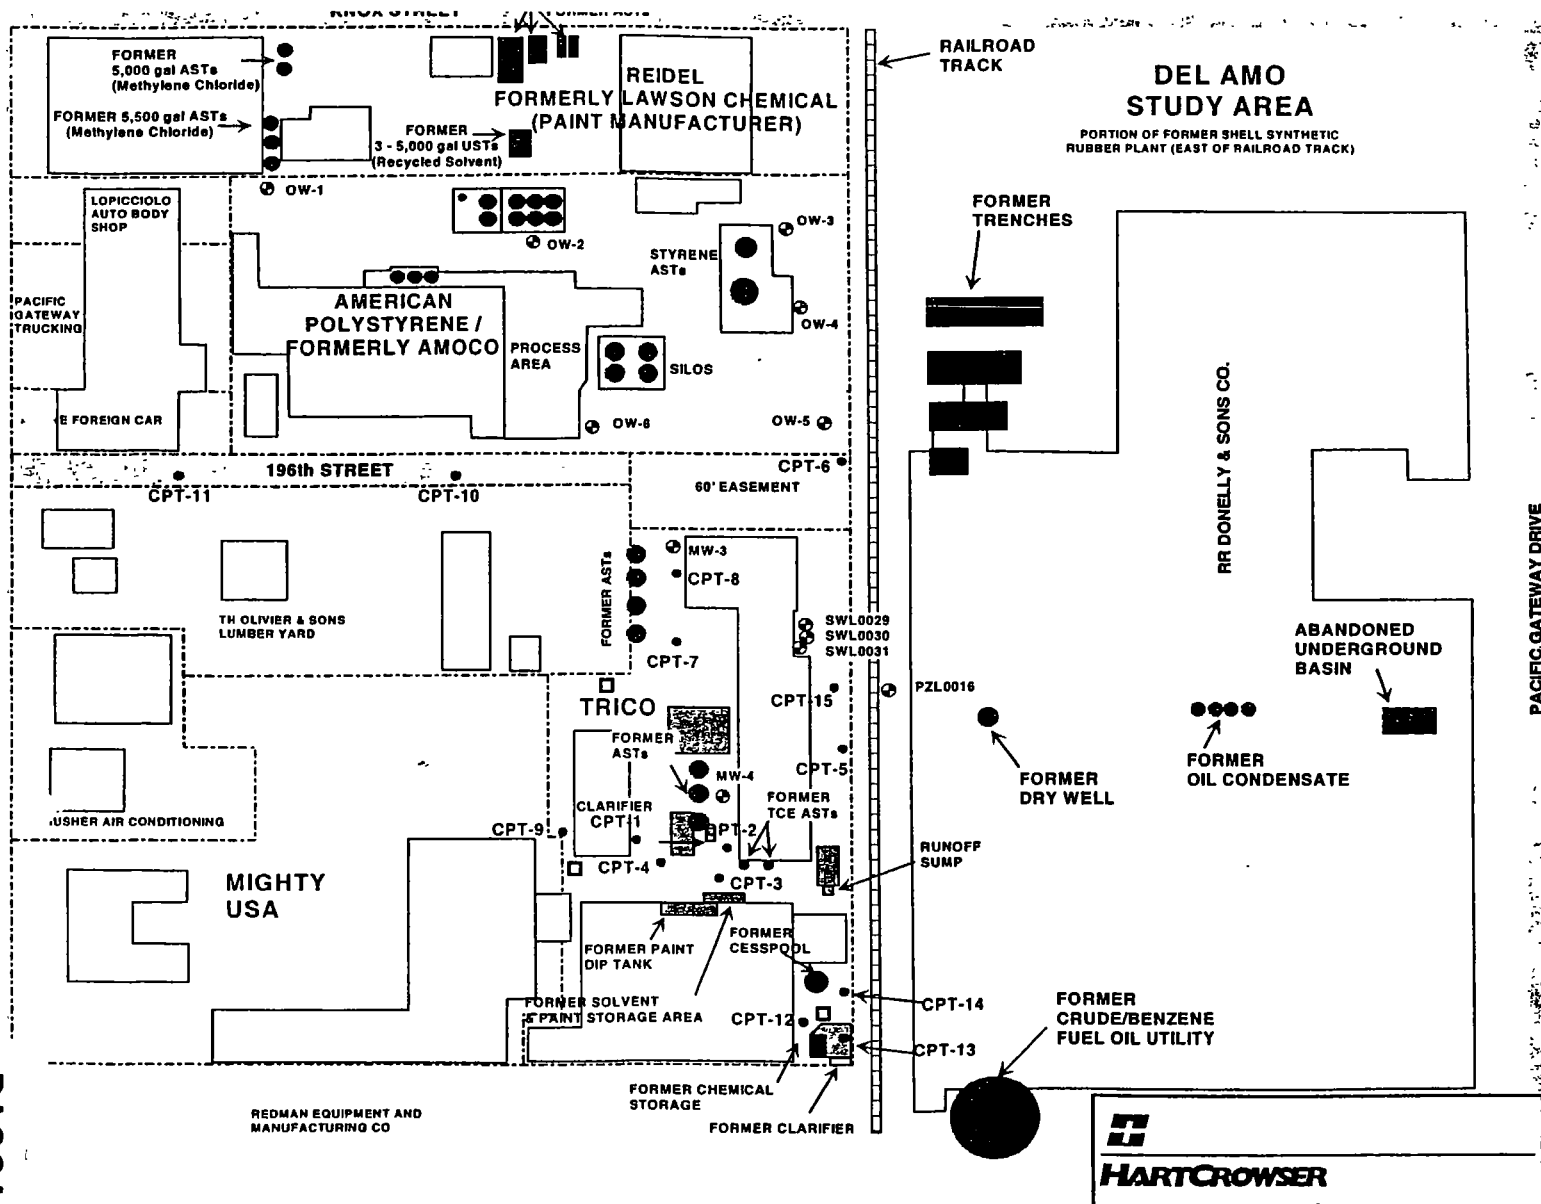 KNOX STREET
FORMER ASTs
FORMER
5,000 gal ASTs
(Methylene Chloride)
FORMER 5,500 gal ASTs
(Methylene Chloride)
REIDEL
FORMERLY LAWSON CHEMICAL
(PAINT MANUFACTURER)
FORMER
3 - 5,000 gal USTs
(Recycled Solvent)
RAILROAD
TRACK
DEL AMO
STUDY AREA
PORTION OF FORMER SHELL SYNTHETIC
RUBBER PLANT (EAST OF RAILROAD TRACK)
OW-1
LOPICCIOLO
AUTO BODY
SHOP
OW-2
OW-3
STYRENE
ASTs
FORMER
TRENCHES
PACIFIC
GATEWAY
TRUCKING
AMERICAN
POLYSTYRENE /
FORMERLY AMOCO
PROCESS
AREA
OW-4
SILOS
E FOREIGN CAR
OW-6
OW-5
RR DONELLY & SONS CO.
196th STREET
CPT-11
CPT-10
CPT-6
60' EASEMENT
PACIFIC GATEWAY DRIVE
FORMER ASTs
MW-3
CPT-8
TH OLIVIER & SONS
LUMBER YARD
SWL0029
SWL0030
SWL0031
CPT-7
ABANDONED
UNDERGROUND
BASIN
PZL0016
TRICO
CPT-15
FORMER
ASTs
CPT-5
MW-4
FORMER
DRY WELL
FORMER
OIL CONDENSATE
FORMER
TCE ASTs
CLARIFIER
CPT-1
PT-2
USHER AIR CONDITIONING
CPT-9
CPT-4
CPT-3
RUNOFF
SUMP
MIGHTY
USA
FORMER PAINT
DIP TANK
FORMER
CESSPOOL
FORMER SOLVENT
& PAINT STORAGE AREA
CPT-12
CPT-14
CPT-13
FORMER
CRUDE/BENZENE
FUEL OIL UTILITY
FORMER CHEMICAL
STORAGE
FORMER CLARIFIER
REDMAN EQUIPMENT AND
MANUFACTURING CO
HARTCROWSER